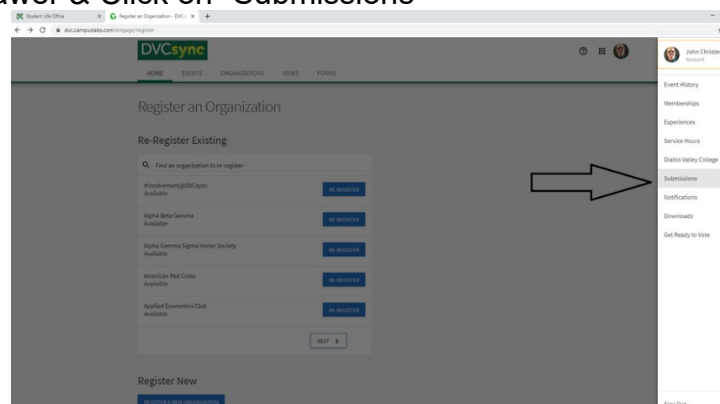 & Click on "Submissions"
Student Life Office
Register an Organization - DVC
dvc.campuslabs.com/engage/register
DVCsync
HOME EVENTS ORGANIZATIONS NEWS FORMS
Register an Organization
Re-Register Existing
Find an organization to re-register
#Involvement@DVCsync
Available
RE-REGISTER
Alpha Beta Gamma
Available
RE-REGISTER
Alpha Gamma Sigma Honor Society
Available
RE-REGISTER
American Red Cross
Available
RE-REGISTER
Applied Economics Club
Available
RE-REGISTER
NEXT
Register New
REGISTER A NEW ORGANIZATION
John
Account
Event History
Memberships
Experiences
Service Hours
Diablo Valley College
Submissions
Notifications
Downloads
Get Ready to Vote
Sign Out